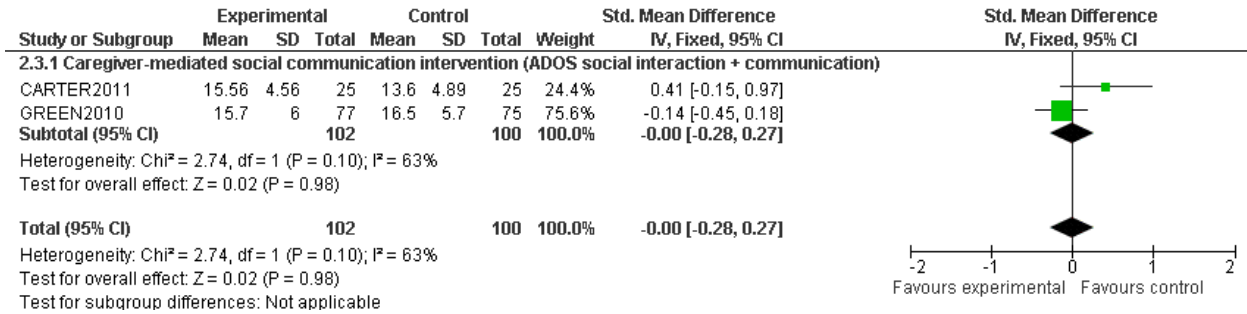 Experimental Control Std. Mean Difference Std. Mean Difference
Study or Subgroup Mean SD Total Mean SD Total Weight IV, Fixed, 95% CI IV, Fixed, 95% CI
2.3.1 Caregiver-mediated social communication intervention (ADOS social interaction + communication)
CARTER2011 15.56 4.56 25 13.6 4.89 25 24.4% 0.41 [-0.15, 0.97]
GREEN2010 15.7 6 77 16.5 5.7 75 75.6% -0.14 [-0.45, 0.18]
Subtotal (95% CI) 102 100 100.0% -0.00 [-0.28, 0.27]
Heterogeneity: Chi² = 2.74, df = 1 (P = 0.10); I² = 63%
Test for overall effect: Z = 0.02 (P = 0.98)
Total (95% CI) 102 100 100.0% -0.00 [-0.28, 0.27]
Heterogeneity: Chi² = 2.74, df = 1 (P = 0.10); I² = 63%
Test for overall effect: Z = 0.02 (P = 0.98)
Test for subgroup differences: Not applicable
-2 -1 0 1 2
Favours experimental Favours control